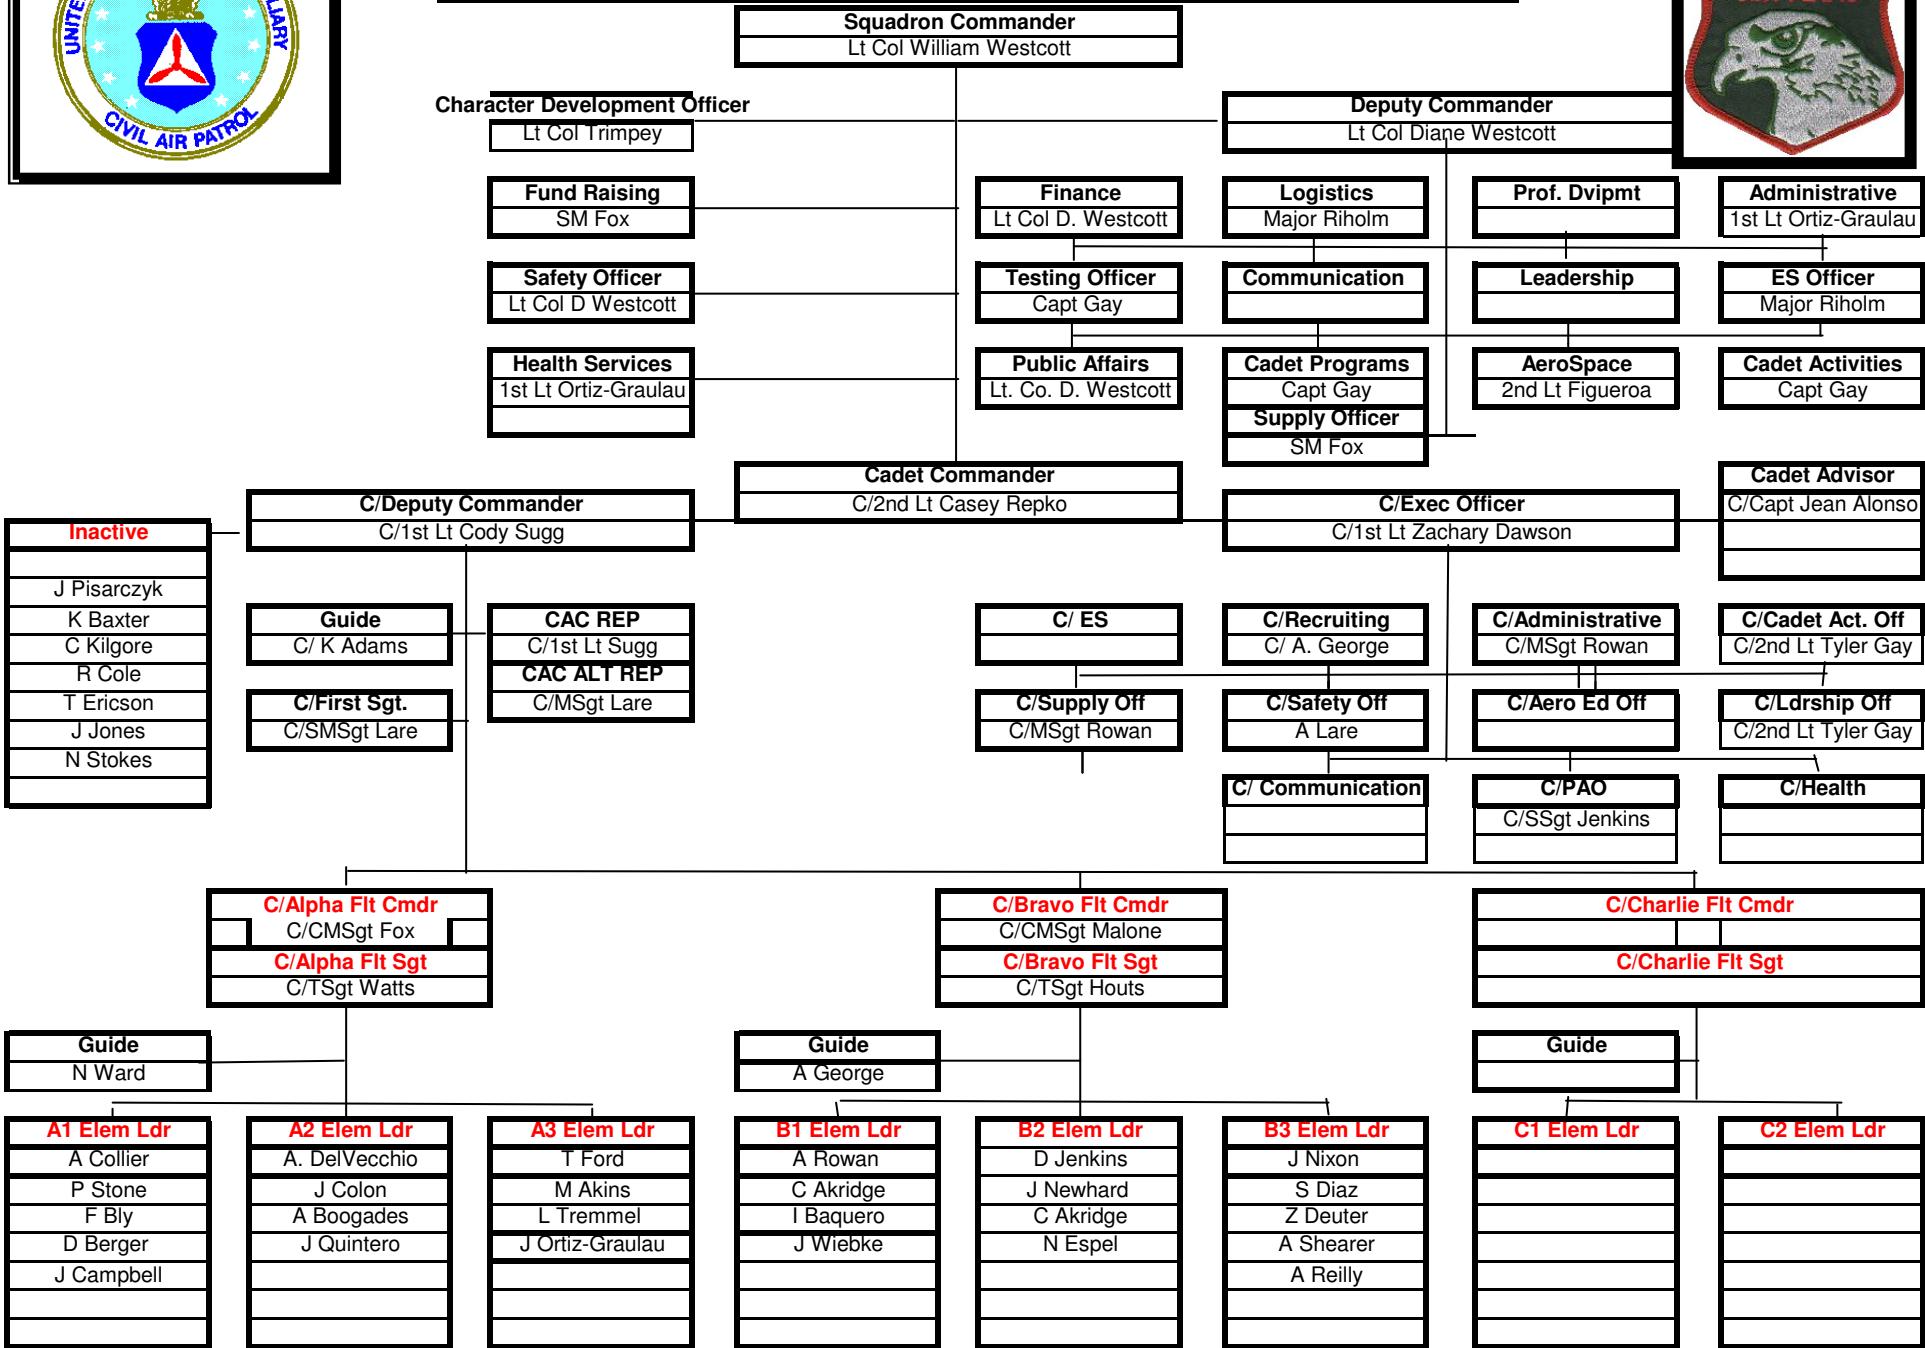 UNITE
LIARY
CIVIL AIR PATROL
Squadron Commander
Lt Col William Westcott
Character Development Officer
Lt Col Trimpey
Deputy Commander
Lt Col Diane Westcott
Fund Raising
SM Fox
Finance
Lt Col D. Westcott
Logistics
Major Riholm
Prof. Dvipmt
Administrative
1st Lt Ortiz-Graulau
Safety Officer
Lt Col D Westcott
Testing Officer
Capt Gay
Communication
Leadership
ES Officer
Major Riholm
Health Services
1st Lt Ortiz-Graulau
Public Affairs
Lt. Co. D. Westcott
Cadet Programs
Capt Gay
Supply Officer
SM Fox
AeroSpace
2nd Lt Figueroa
Cadet Activities
Capt Gay
Cadet Commander
C/2nd Lt Casey Repko
C/Deputy Commander
C/1st Lt Cody Sugg
C/Exec Officer
C/1st Lt Zachary Dawson
Cadet Advisor
C/Capt Jean Alonso
Inactive
J Pisarczyk
K Baxter
C Kilgore
R Cole
T Ericson
J Jones
N Stokes
Guide
C/ K Adams
CAC REP
C/1st Lt Sugg
CAC ALT REP
C/MSgt Lare
C/First Sgt.
C/SMSgt Lare
C/ ES
C/Recruiting
C/ A. George
C/Administrative
C/MSgt Rowan
C/Cadet Act. Off
C/2nd Lt Tyler Gay
C/Supply Off
C/MSgt Rowan
C/Safety Off
A Lare
C/Aero Ed Off
C/Ldrship Off
C/2nd Lt Tyler Gay
C/ Communication
C/PAO
C/SSgt Jenkins
C/Health
C/Alpha Flt Cmdr
C/CMSgt Fox
C/Alpha Flt Sgt
C/TSgt Watts
C/Bravo Flt Cmdr
C/CMSgt Malone
C/Bravo Flt Sgt
C/TSgt Houts
C/Charlie Flt Cmdr
C/Charlie Flt Sgt
Guide
N Ward
Guide
A George
Guide
A1 Elem Ldr
A Collier
P Stone
F Bly
D Berger
J Campbell
A2 Elem Ldr
A. DelVecchio
J Colon
A Boogades
J Quintero
A3 Elem Ldr
T Ford
M Akins
L Tremmel
J Ortiz-Graulau
B1 Elem Ldr
A Rowan
C Akridge
I Baquero
J Wiebke
B2 Elem Ldr
D Jenkins
J Newhard
C Akridge
N Espel
B3 Elem Ldr
J Nixon
S Diaz
Z Deuter
A Shearer
A Reilly
C1 Elem Ldr
C2 Elem Ldr